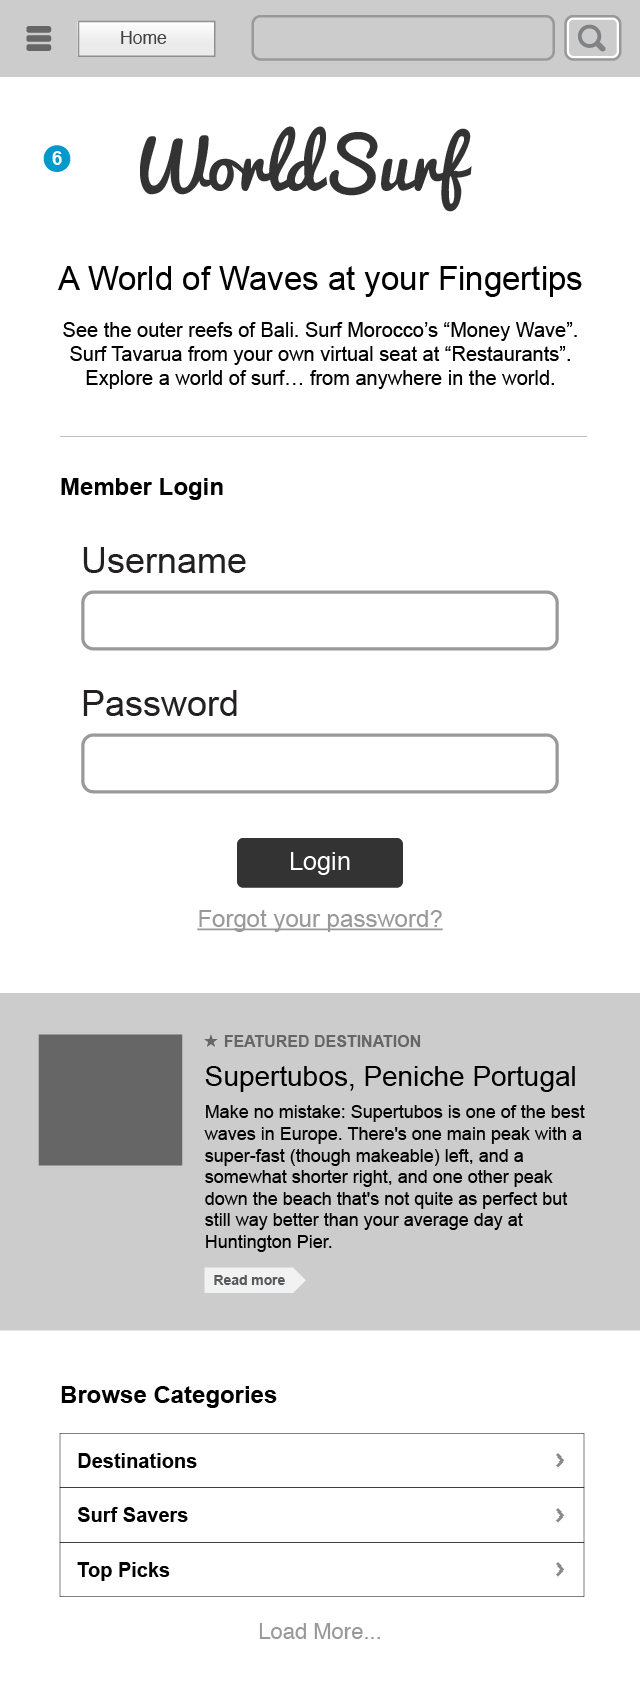 Home
6
WorldSurf
A World of Waves at your Fingertips
See the outer reefs of Bali. Surf Morocco’s “Money Wave”.
Surf Tavarua from your own virtual seat at “Restaurants”.
Explore a world of surf… from anywhere in the world.
Member Login
Username
Password
Login
Forgot your password?
★ FEATURED DESTINATION
Supertubos, Peniche Portugal
Make no mistake: Supertubos is one of the best
waves in Europe. There's one main peak with a
super-fast (though makeable) left, and a
somewhat shorter right, and one other peak
down the beach that's not quite as perfect but
still way better than your average day at
Huntington Pier.
Read more
Browse Categories
Destinations
Surf Savers
Top Picks
Load More...